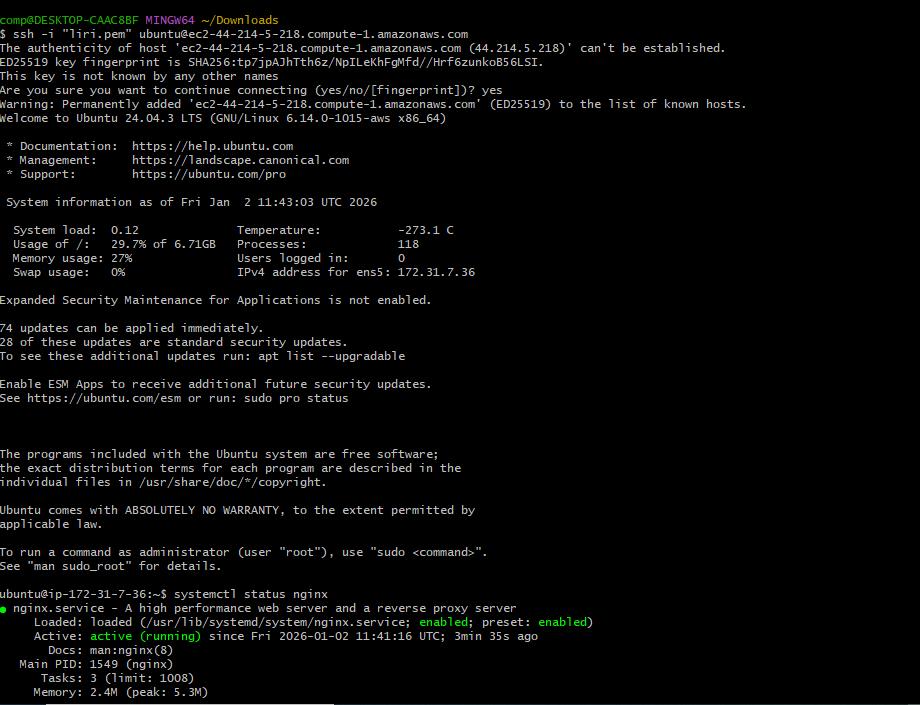 comp@DESKTOP-CAAC8BF MINGW64 ~/Downloads
$ ssh -i "liri.pem" ubuntu@ec2-44-214-5-218.compute-1.amazonaws.com
The authenticity of host 'ec2-44-214-5-218.compute-1.amazonaws.com (44.214.5.218)' can't be established.
ED25519 key fingerprint is SHA256:tp7jpAJhTth6z/NpILeKhFgMfd//Hrf6zunkoB56LSI.
This key is not known by any other names
Are you sure you want to continue connecting (yes/no/[fingerprint])? yes
Warning: Permanently added 'ec2-44-214-5-218.compute-1.amazonaws.com' (ED25519) to the list of known hosts.
Welcome to Ubuntu 24.04.3 LTS (GNU/Linux 6.14.0-1015-aws x86_64)
 * Documentation:  https://help.ubuntu.com
 * Management:     https://landscape.canonical.com
 * Support:        https://ubuntu.com/pro
 System information as of Fri Jan  2 11:43:03 UTC 2026
  System load:  0.12              Temperature:           -273.1 C
  Usage of /:   29.7% of 6.71GB   Processes:             118
  Memory usage: 27%               Users logged in:       0
  Swap usage:   0%                IPv4 address for ens5: 172.31.7.36
Expanded Security Maintenance for Applications is not enabled.
74 updates can be applied immediately.
28 of these updates are standard security updates.
To see these additional updates run: apt list --upgradable
Enable ESM Apps to receive additional future security updates.
See https://ubuntu.com/esm or run: sudo pro status
The programs included with the Ubuntu system are free software;
the exact distribution terms for each program are described in the
individual files in /usr/share/doc/*/copyright.
Ubuntu comes with ABSOLUTELY NO WARRANTY, to the extent permitted by
applicable law.
To run a command as administrator (user "root"), use "sudo <command>".
See "man sudo_root" for details.
ubuntu@ip-172-31-7-36:~$ systemctl status nginx
● nginx.service - A high performance web server and a reverse proxy server
     Loaded: loaded (/usr/lib/systemd/system/nginx.service; enabled; preset: enabled)
     Active: active (running) since Fri 2026-01-02 11:41:16 UTC; 3min 35s ago
       Docs: man:nginx(8)
   Main PID: 1549 (nginx)
      Tasks: 3 (limit: 1008)
     Memory: 2.4M (peak: 5.3M)